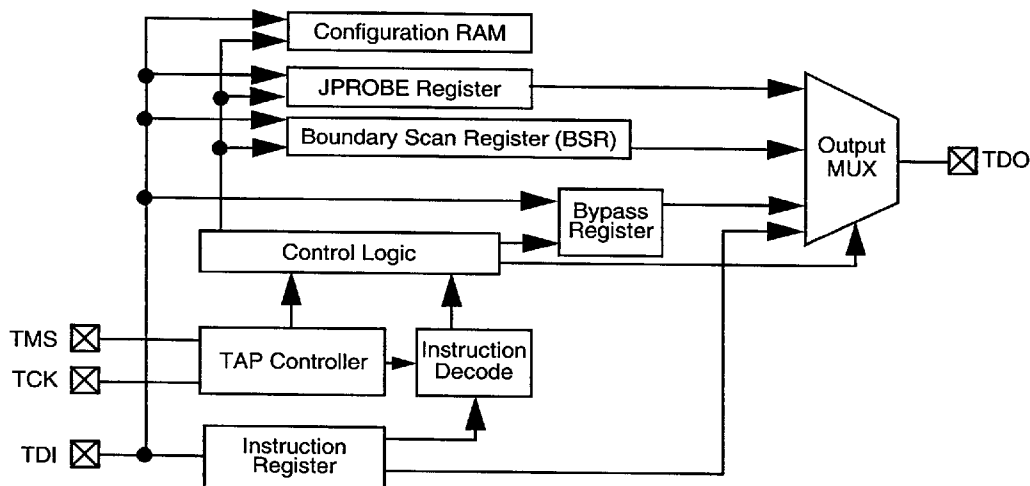 Configuration RAM
JPROBE Register
Boundary Scan Register (BSR)
Output
MUX
TDO
Bypass
Register
Control Logic
TMS
TCK
TAP Controller
Instruction
Decode
TDI
Instruction
Register